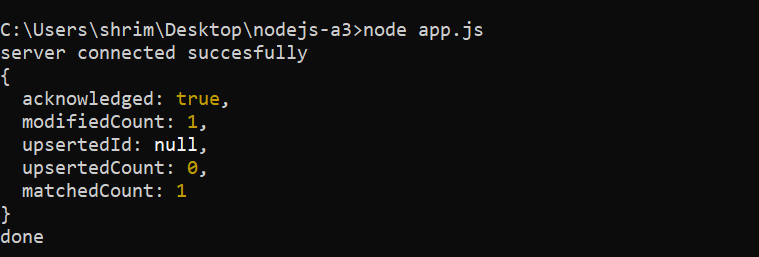 C:\Users\shrim\Desktop\nodejs-a3>node app.js
server connected succesfully
{
  acknowledged: true,
  modifiedCount: 1,
  upsertedId: null,
  upsertedCount: 0,
  matchedCount: 1
}
done